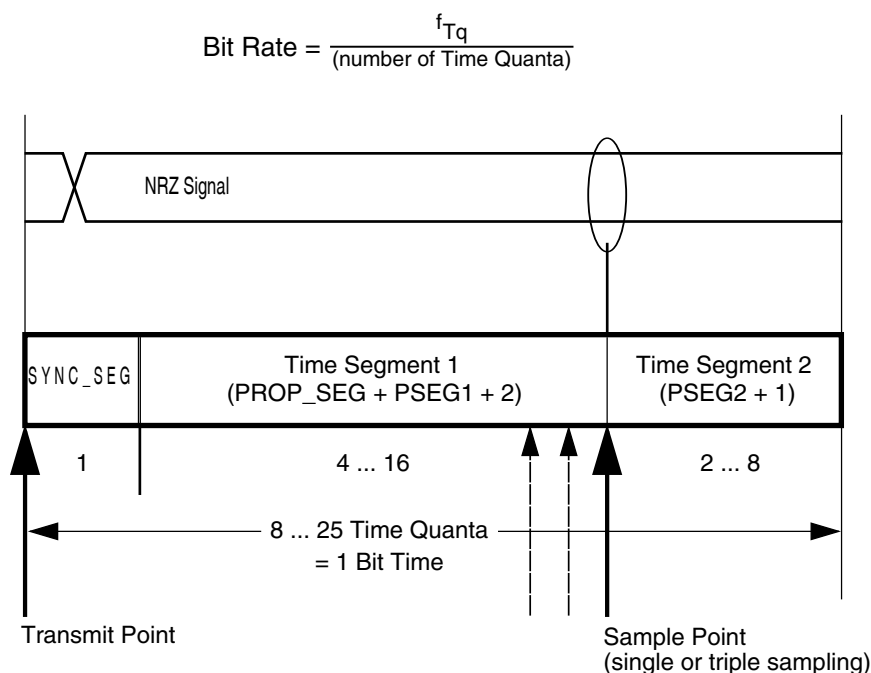 Bit Rate = fTq
(number of Time Quanta)
NRZ Signal
SYNC_SEG
Time Segment 1
(PROP_SEG + PSEG1 + 2)
Time Segment 2
(PSEG2 + 1)
1
4 ... 16
2 ... 8
8 ... 25 Time Quanta
= 1 Bit Time
Transmit Point
Sample Point
(single or triple sampling)